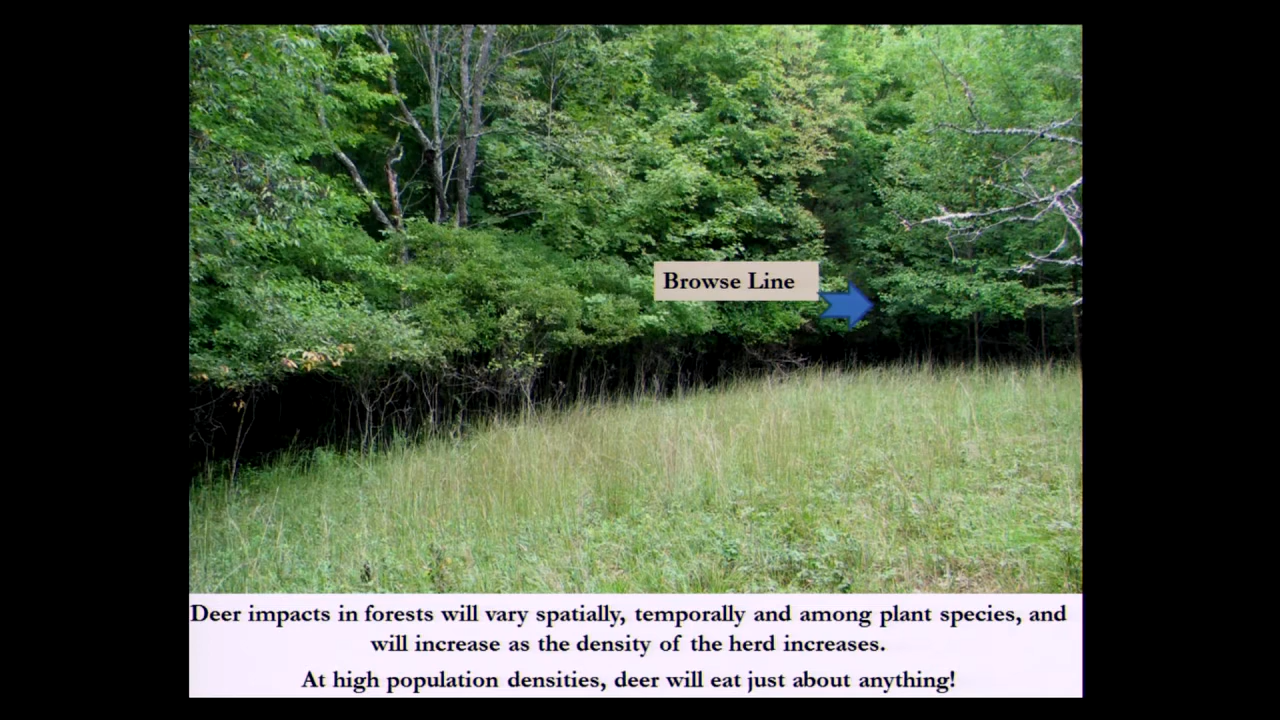 Browse Line
Deer impacts in forests will vary spatially, temporally and among plant species, and
will increase as the density of the herd increases.
At high population densities, deer will eat just about anything!